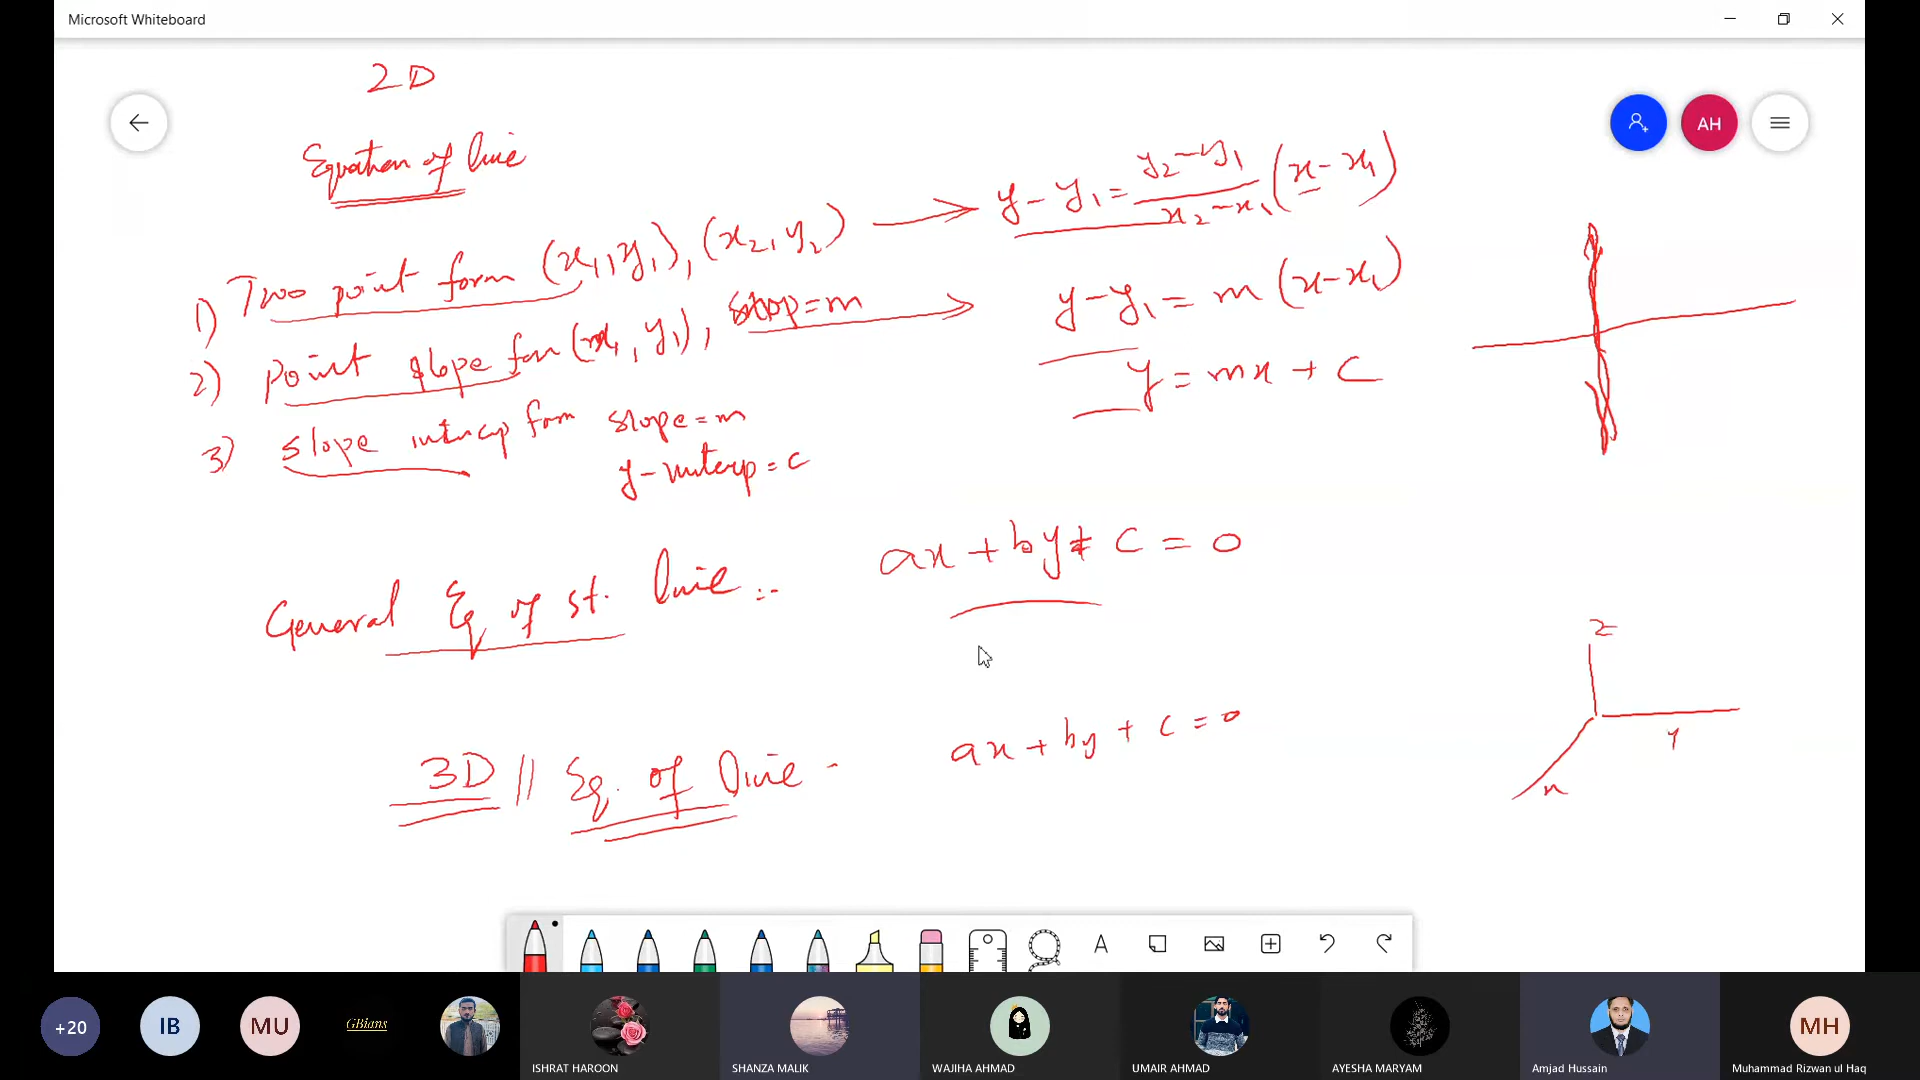 Microsoft Whiteboard
2D
AH
Equation of line
1) Two point form (x₁, y₁), (x₂, y₂) → y - y₁ = y₂ - y₁ / x₂ - x₁ (x - x₁)
2) Point slope form (x₁, y₁), slop = m → y - y₁ = m (x - x₁)
3) slope intercep form slope = m y = mx + c
y - interp = c
General Eq of st. line :- ax + by + c = 0
3D || Eq. of line - ax + by + c = 0
z
y
x
+20
IB
MU
GBians
MH
ISHRAT HAROON
SHANZA MALIK
WAJIHA AHMAD
UMAIR AHMAD
AYESHA MARYAM
Amjad Hussain
Muhammad Rizwan ul Haq